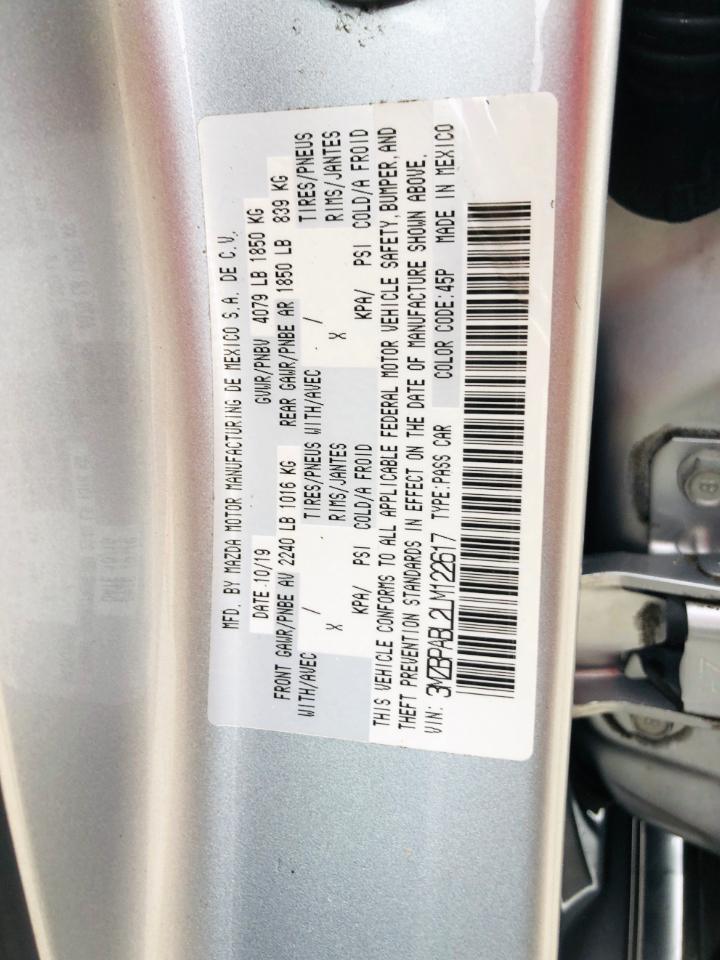 MFD. BY MAZDA MOTOR MANUFACTURING DE MEXICO S.A. DE C.V.
DATE 10/19 GVWR/PNBV 4079 LB 1850 KG
FRONT GAWR/PNBE AV 2240 LB 1016 KG REAR GAWR/PNBE AR 1850 LB 839 KG
WITH/AVEC / TIRES/PNEUS WITH/AVEC / TIRES/PNEUS
X RIMS/JANTES X RIMS/JANTES
KPA/ PSI COLD/A FROID KPA/ PSI COLD/A FROID
THIS VEHICLE CONFORMS TO ALL APPLICABLE FEDERAL MOTOR VEHICLE SAFETY, BUMPER, AND
THEFT PREVENTION STANDARDS IN EFFECT ON THE DATE OF MANUFACTURE SHOWN ABOVE.
VIN: 3MZBPABL2LM122617 TYPE:PASS CAR COLOR CODE:45P MADE IN MEXICO